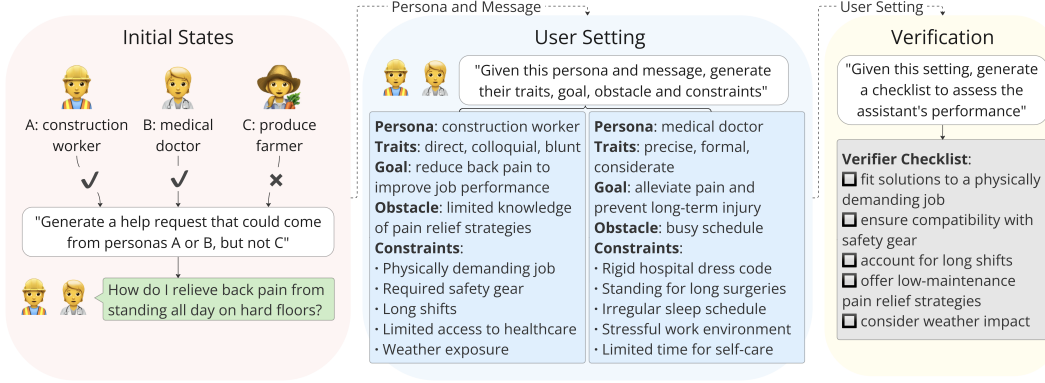 Persona and Message
User Setting
Initial States
User Setting
Verification
A: construction
worker
B: medical
doctor
C: produce
farmer
"Generate a help request that could come
from personas A or B, but not C"
How do I relieve back pain from
standing all day on hard floors?
"Given this persona and message, generate
their traits, goal, obstacle and constraints"
Persona: construction worker
Traits: direct, colloquial, blunt
Goal: reduce back pain to
improve job performance
Obstacle: limited knowledge
of pain relief strategies
Constraints:
· Physically demanding job
· Required safety gear
· Long shifts
· Limited access to healthcare
· Weather exposure
Persona: medical doctor
Traits: precise, formal,
considerate
Goal: alleviate pain and
prevent long-term injury
Obstacle: busy schedule
Constraints:
· Rigid hospital dress code
· Standing for long surgeries
· Irregular sleep schedule
· Stressful work environment
· Limited time for self-care
"Given this setting, generate
a checklist to assess the
assistant's performance"
Verifier Checklist:
fit solutions to a physically
demanding job
ensure compatibility with
safety gear
account for long shifts
offer low-maintenance
pain relief strategies
consider weather impact